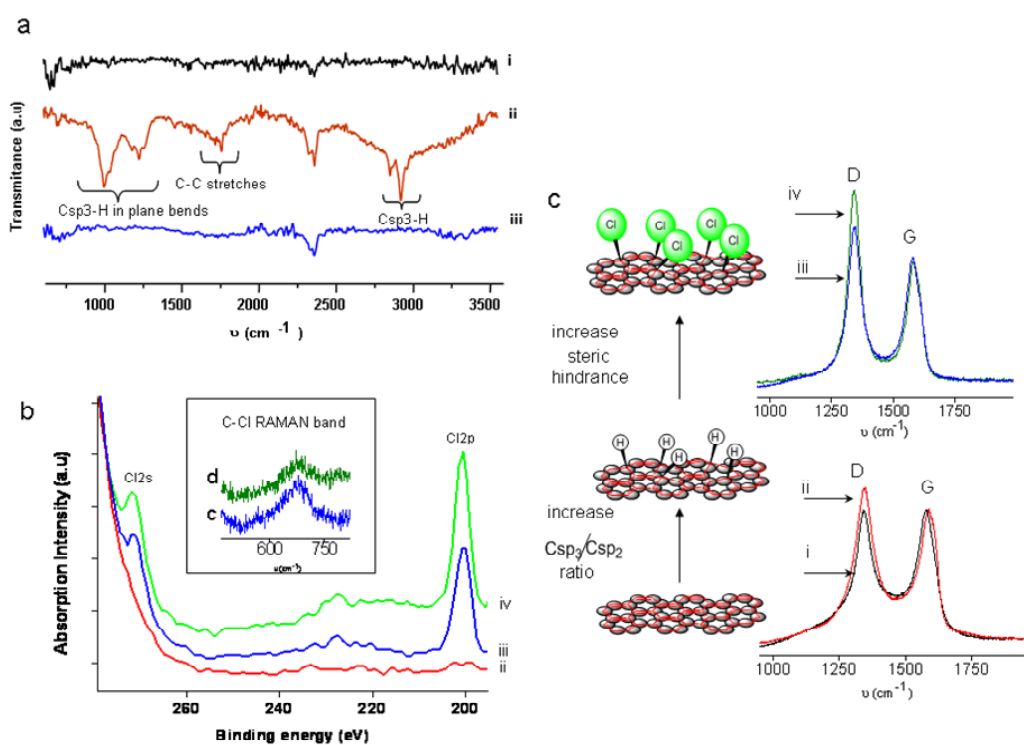 a
i
ii
C-C stretches
Csp3-H in plane bends
Csp3-H
iii
Transmitance (a.u)
1000 1500 2000 2500 3000 3500
υ (cm -1)
b
C-Cl RAMAN band
d
c
600 750
υ(cm-1)
Cl2s
Cl2p
iv
iii
ii
Absorption Intensity (a.u)
260 240 220 200
Binding energy (eV)
c
Cl Cl Cl Cl Cl
increase
steric
hindrance
H H H H H
increase
Csp3/Csp2
ratio
D
iv
G
iii
1000 1250 1500 1750
υ (cm-1)
D
ii
G
i
1000 1250 1500 1750
υ (cm-1)